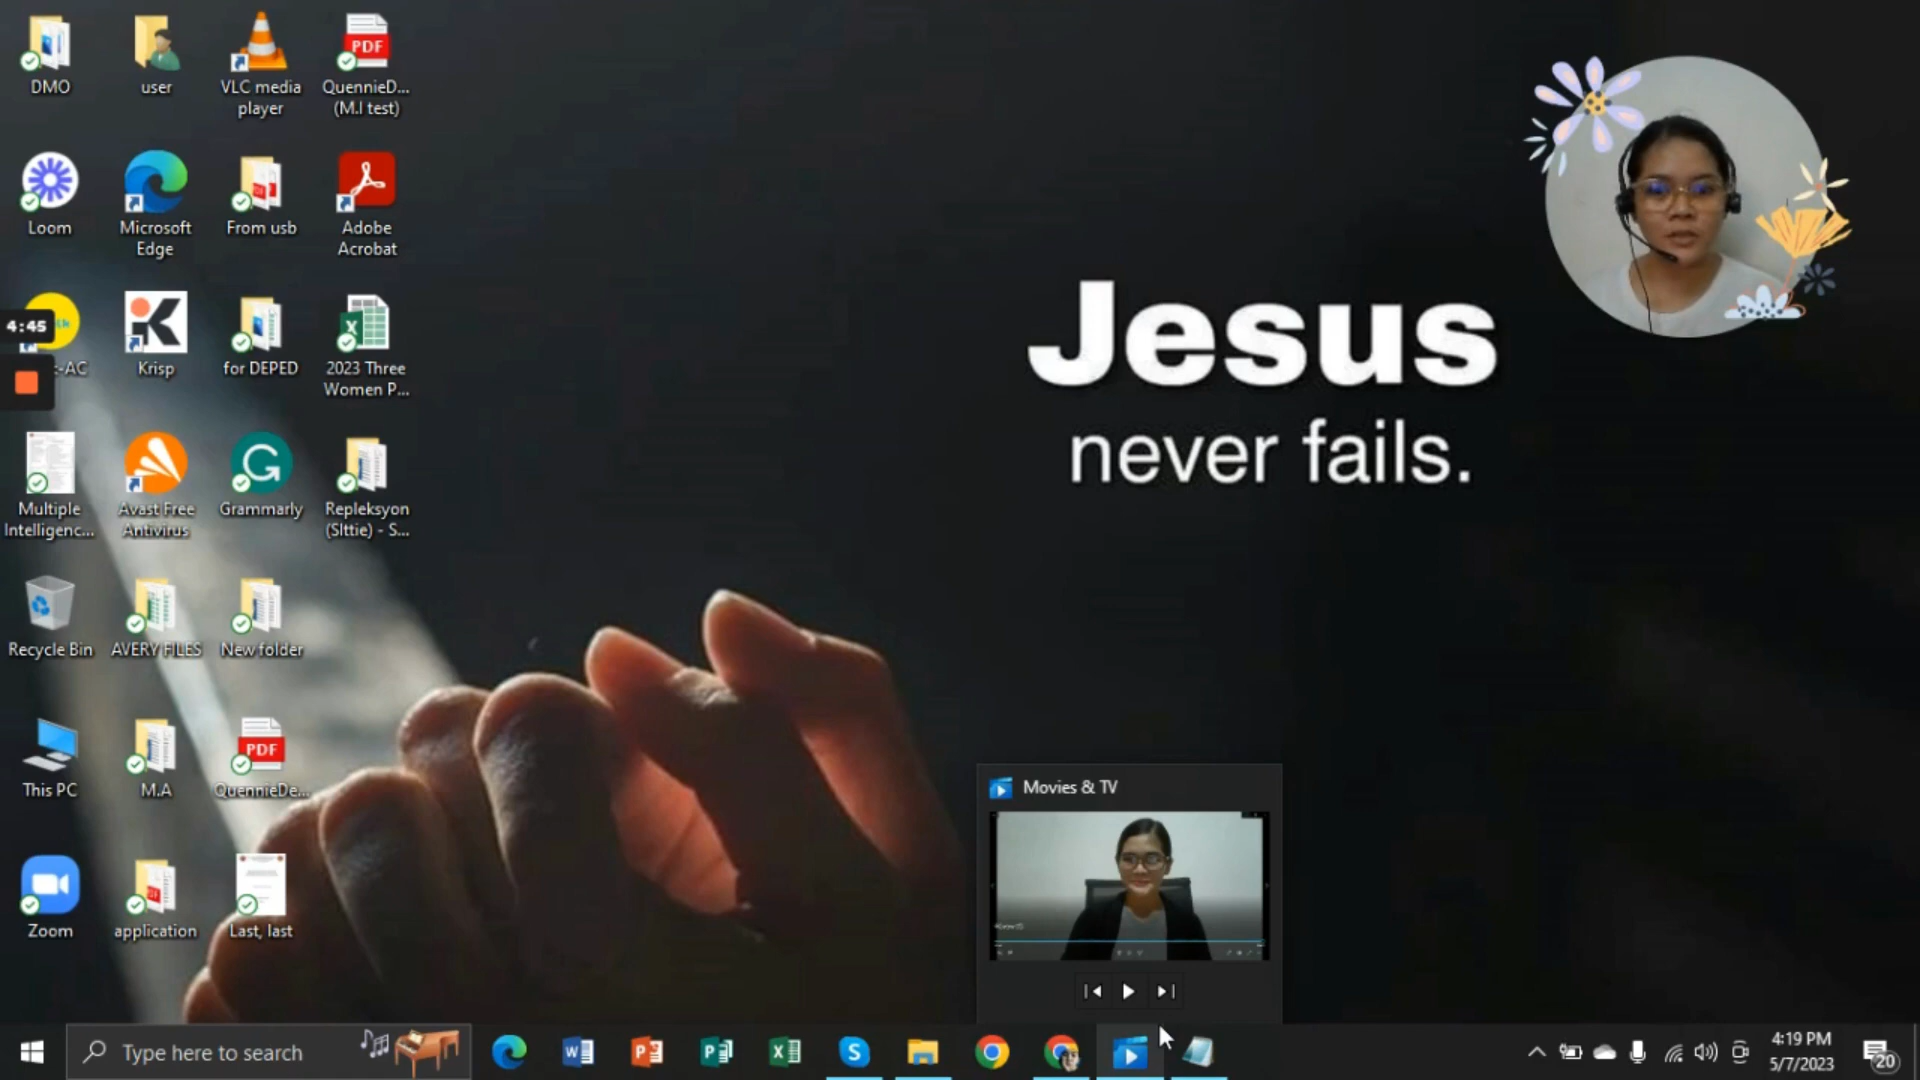 DMO
user
VLC media
player
PDF
QuennieD...
(M.I test)
Loom
Microsoft
Edge
From usb
Adobe
Acrobat
4:45
-AC
Krisp
for DEPED
2023 Three
Women P...
Multiple
Intelligenc...
Avast Free
Antivirus
Grammarly
Repleksyon
(Slttie) - S...
Recycle Bin
AVERY FILES
New folder
This PC
M.A
PDF
QuennieDe...
Zoom
application
Last, last
Jesus
never fails.
Movies & TV
Type here to search
4:19 PM
5/7/2023
20